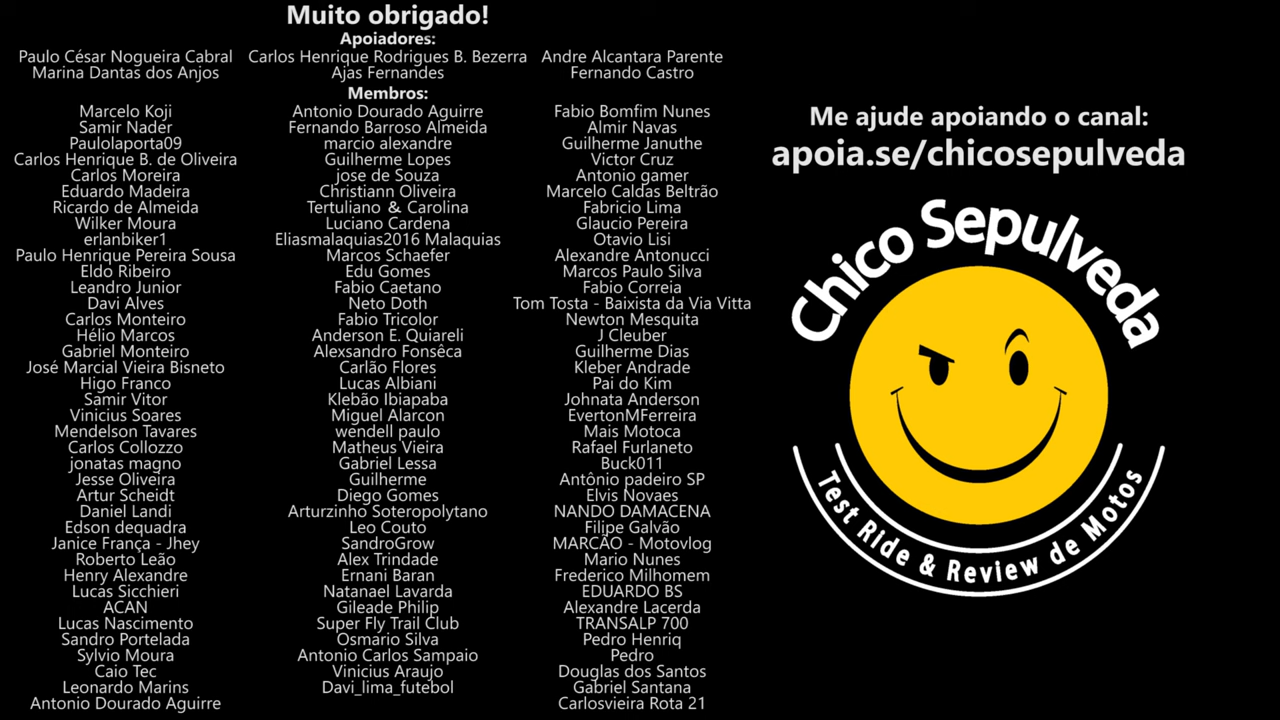 Muito obrigado!
Apoiadores:
Paulo César Nogueira Cabral
Marina Dantas dos Anjos
Carlos Henrique Rodrigues B. Bezerra
Ajas Fernandes
Andre Alcantara Parente
Fernando Castro
Membros:
Marcelo Koji
Samir Nader
Paulolaporta09
Carlos Henrique B. de Oliveira
Carlos Moreira
Eduardo Madeira
Ricardo de Almeida
Wilker Moura
erlanbiker1
Paulo Henrique Pereira Sousa
Eldo Ribeiro
Leandro Junior
Davi Alves
Carlos Monteiro
Hélio Marcos
Gabriel Monteiro
José Marcial Vieira Bisneto
Higo Franco
Samir Vitor
Vinicius Soares
Mendelson Tavares
Carlos Collozzo
jonatas magno
Jesse Oliveira
Artur Scheidt
Daniel Landi
Edson dequadra
Janice França - Jhey
Roberto Leão
Henry Alexandre
Lucas Sicchieri
ACAN
Lucas Nascimento
Sandro Portelada
Sylvio Moura
Caio Tec
Leonardo Marins
Antonio Dourado Aguirre
Antonio Dourado Aguirre
Fernando Barroso Almeida
marcio alexandre
Guilherme Lopes
jose de Souza
Christiann Oliveira
Tertuliano & Carolina
Luciano Cardena
Eliasmalaquias2016 Malaquias
Marcos Schaefer
Edu Gomes
Fabio Caetano
Neto Doth
Fabio Tricolor
Anderson E. Quiareli
Alexsandro Fonsêca
Carlão Flores
Lucas Albiani
Klebão Ibiapaba
Miguel Alarcon
wendell paulo
Matheus Vieira
Gabriel Lessa
Guilherme
Diego Gomes
Arturzinho Soteropolytano
Leo Couto
SandroGrow
Alex Trindade
Ernani Baran
Natanael Lavarda
Gileade Philip
Super Fly Trail Club
Osmario Silva
Antonio Carlos Sampaio
Vinicius Araujo
Davi_lima_futebol
Fabio Bomfim Nunes
Almir Navas
Guilherme Januthe
Victor Cruz
Antonio gamer
Marcelo Caldas Beltrão
Fabricio Lima
Glaucio Pereira
Otavio Lisi
Alexandre Antonucci
Marcos Paulo Silva
Fabio Correia
Tom Tosta - Baixista da Via Vitta
Newton Mesquita
J Cleuber
Guilherme Dias
Kleber Andrade
Pai do Kim
Johnata Anderson
EvertonMFerreira
Mais Motoca
Rafael Furlaneto
Buck011
Antônio padeiro SP
Elvis Novaes
NANDO DAMACENA
Filipe Galvão
MARCÃO - Motovlog
Mario Nunes
Frederico Milhomem
EDUARDO BS
Alexandre Lacerda
TRANSALP 700
Pedro Henriq
Pedro
Douglas dos Santos
Gabriel Santana
Carlosvieira Rota 21
Me ajude apoiando o canal:
apoia.se/chicosepulveda
Chico Sepulveda
Test Ride & Review de Motos